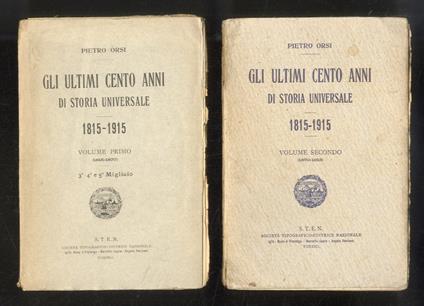 PIETRO ORSI
GLI ULTIMI CENTO ANNI
DI STORIA UNIVERSALE
1815-1915
VOLUME PRIMO
3° 4° e 5° Migliaio
S.T.E.N.
SOCIETÀ TIPOGRAFICO-EDITRICE NAZIONALE
TORINO
PIETRO ORSI
GLI ULTIMI CENTO ANNI
DI STORIA UNIVERSALE
1815-1915
VOLUME SECONDO
S.T.E.N.
SOCIETÀ TIPOGRAFICO-EDITRICE NAZIONALE
TORINO